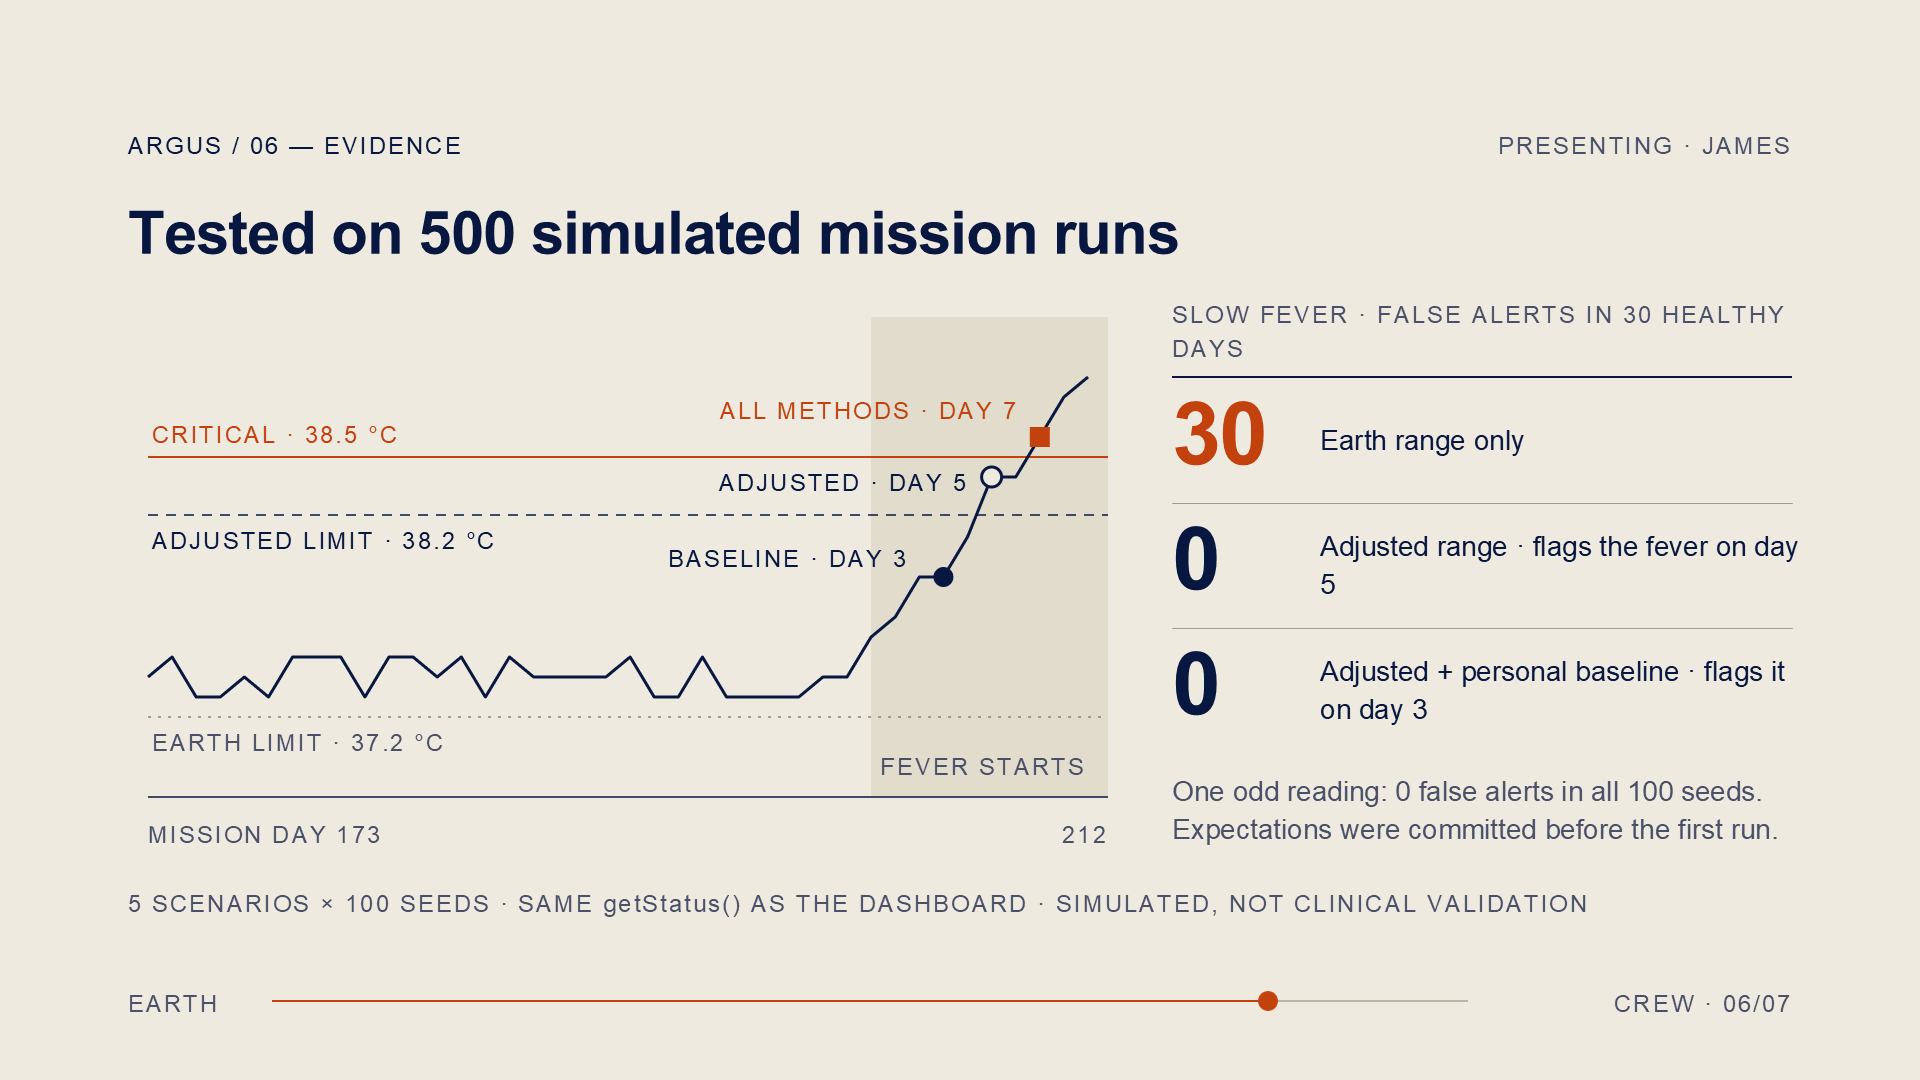 ARGUS / 06 — EVIDENCE
PRESENTING · JAMES
Tested on 500 simulated mission runs
CRITICAL · 38.5 °C
ALL METHODS · DAY 7
ADJUSTED · DAY 5
ADJUSTED LIMIT · 38.2 °C
BASELINE · DAY 3
EARTH LIMIT · 37.2 °C
FEVER STARTS
MISSION DAY 173
212
SLOW FEVER · FALSE ALERTS IN 30 HEALTHY
DAYS
30
Earth range only
0
Adjusted range · flags the fever on day
5
0
Adjusted + personal baseline · flags it
on day 3
One odd reading: 0 false alerts in all 100 seeds.
Expectations were committed before the first run.
5 SCENARIOS × 100 SEEDS · SAME getStatus() AS THE DASHBOARD · SIMULATED, NOT CLINICAL VALIDATION
EARTH
CREW · 06/07